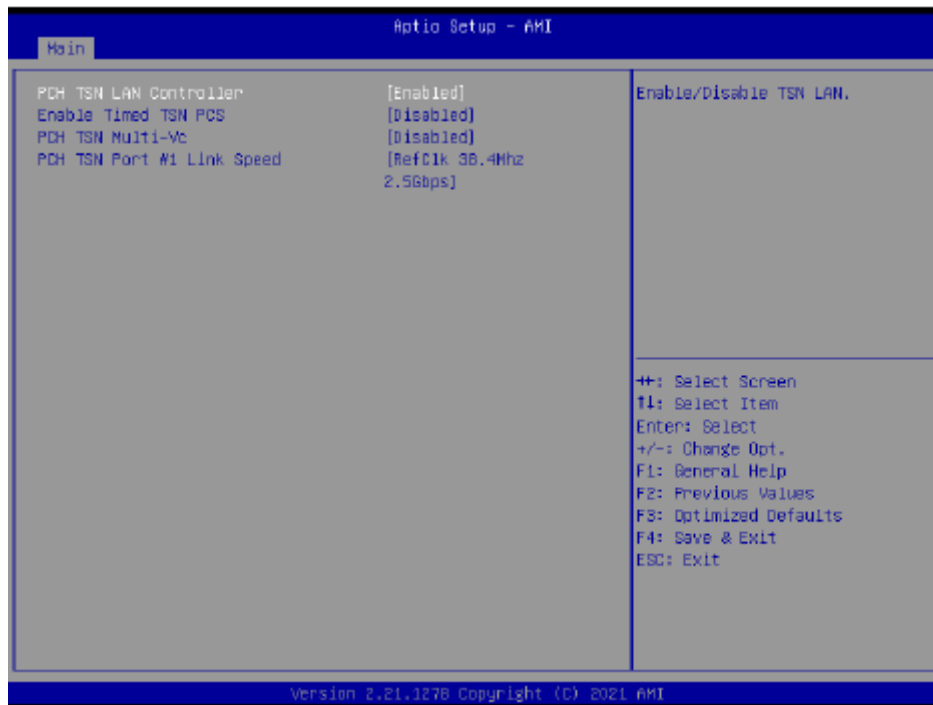 Aptio Setup - AMI
Main
PCH TSN LAN Controller [Enabled]
Enable Timed TSN PCS [Disabled]
PCH TSN Multi-Vc [Disabled]
PCH TSN Port #1 Link Speed [RefClk 38.4Mhz
2.5Gbps]
Enable/Disable TSN LAN.
→←: Select Screen
↑↓: Select Item
Enter: Select
+/-: Change Opt.
F1: General Help
F2: Previous Values
F3: Optimized Defaults
F4: Save & Exit
ESC: Exit
Version 2.21.1278 Copyright (C) 2021 AMI